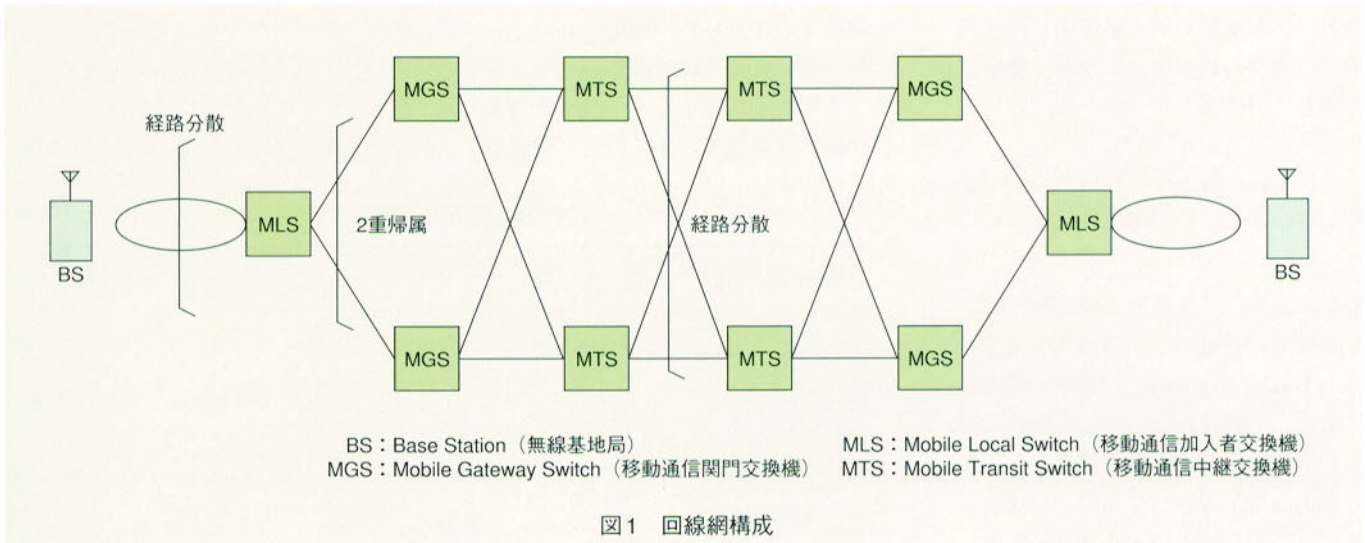 MGS
MTS
MTS
MGS
経路分散
MLS
2重帰属
経路分散
MLS
BS
BS
MGS
MTS
MTS
MGS
BS:Base Station(無線基地局)
MLS:Mobile Local Switch(移動通信加入者交換機)
MGS:Mobile Gateway Switch(移動通信関門交換機)
MTS:Mobile Transit Switch(移動通信中継交換機)
図1 回線網構成